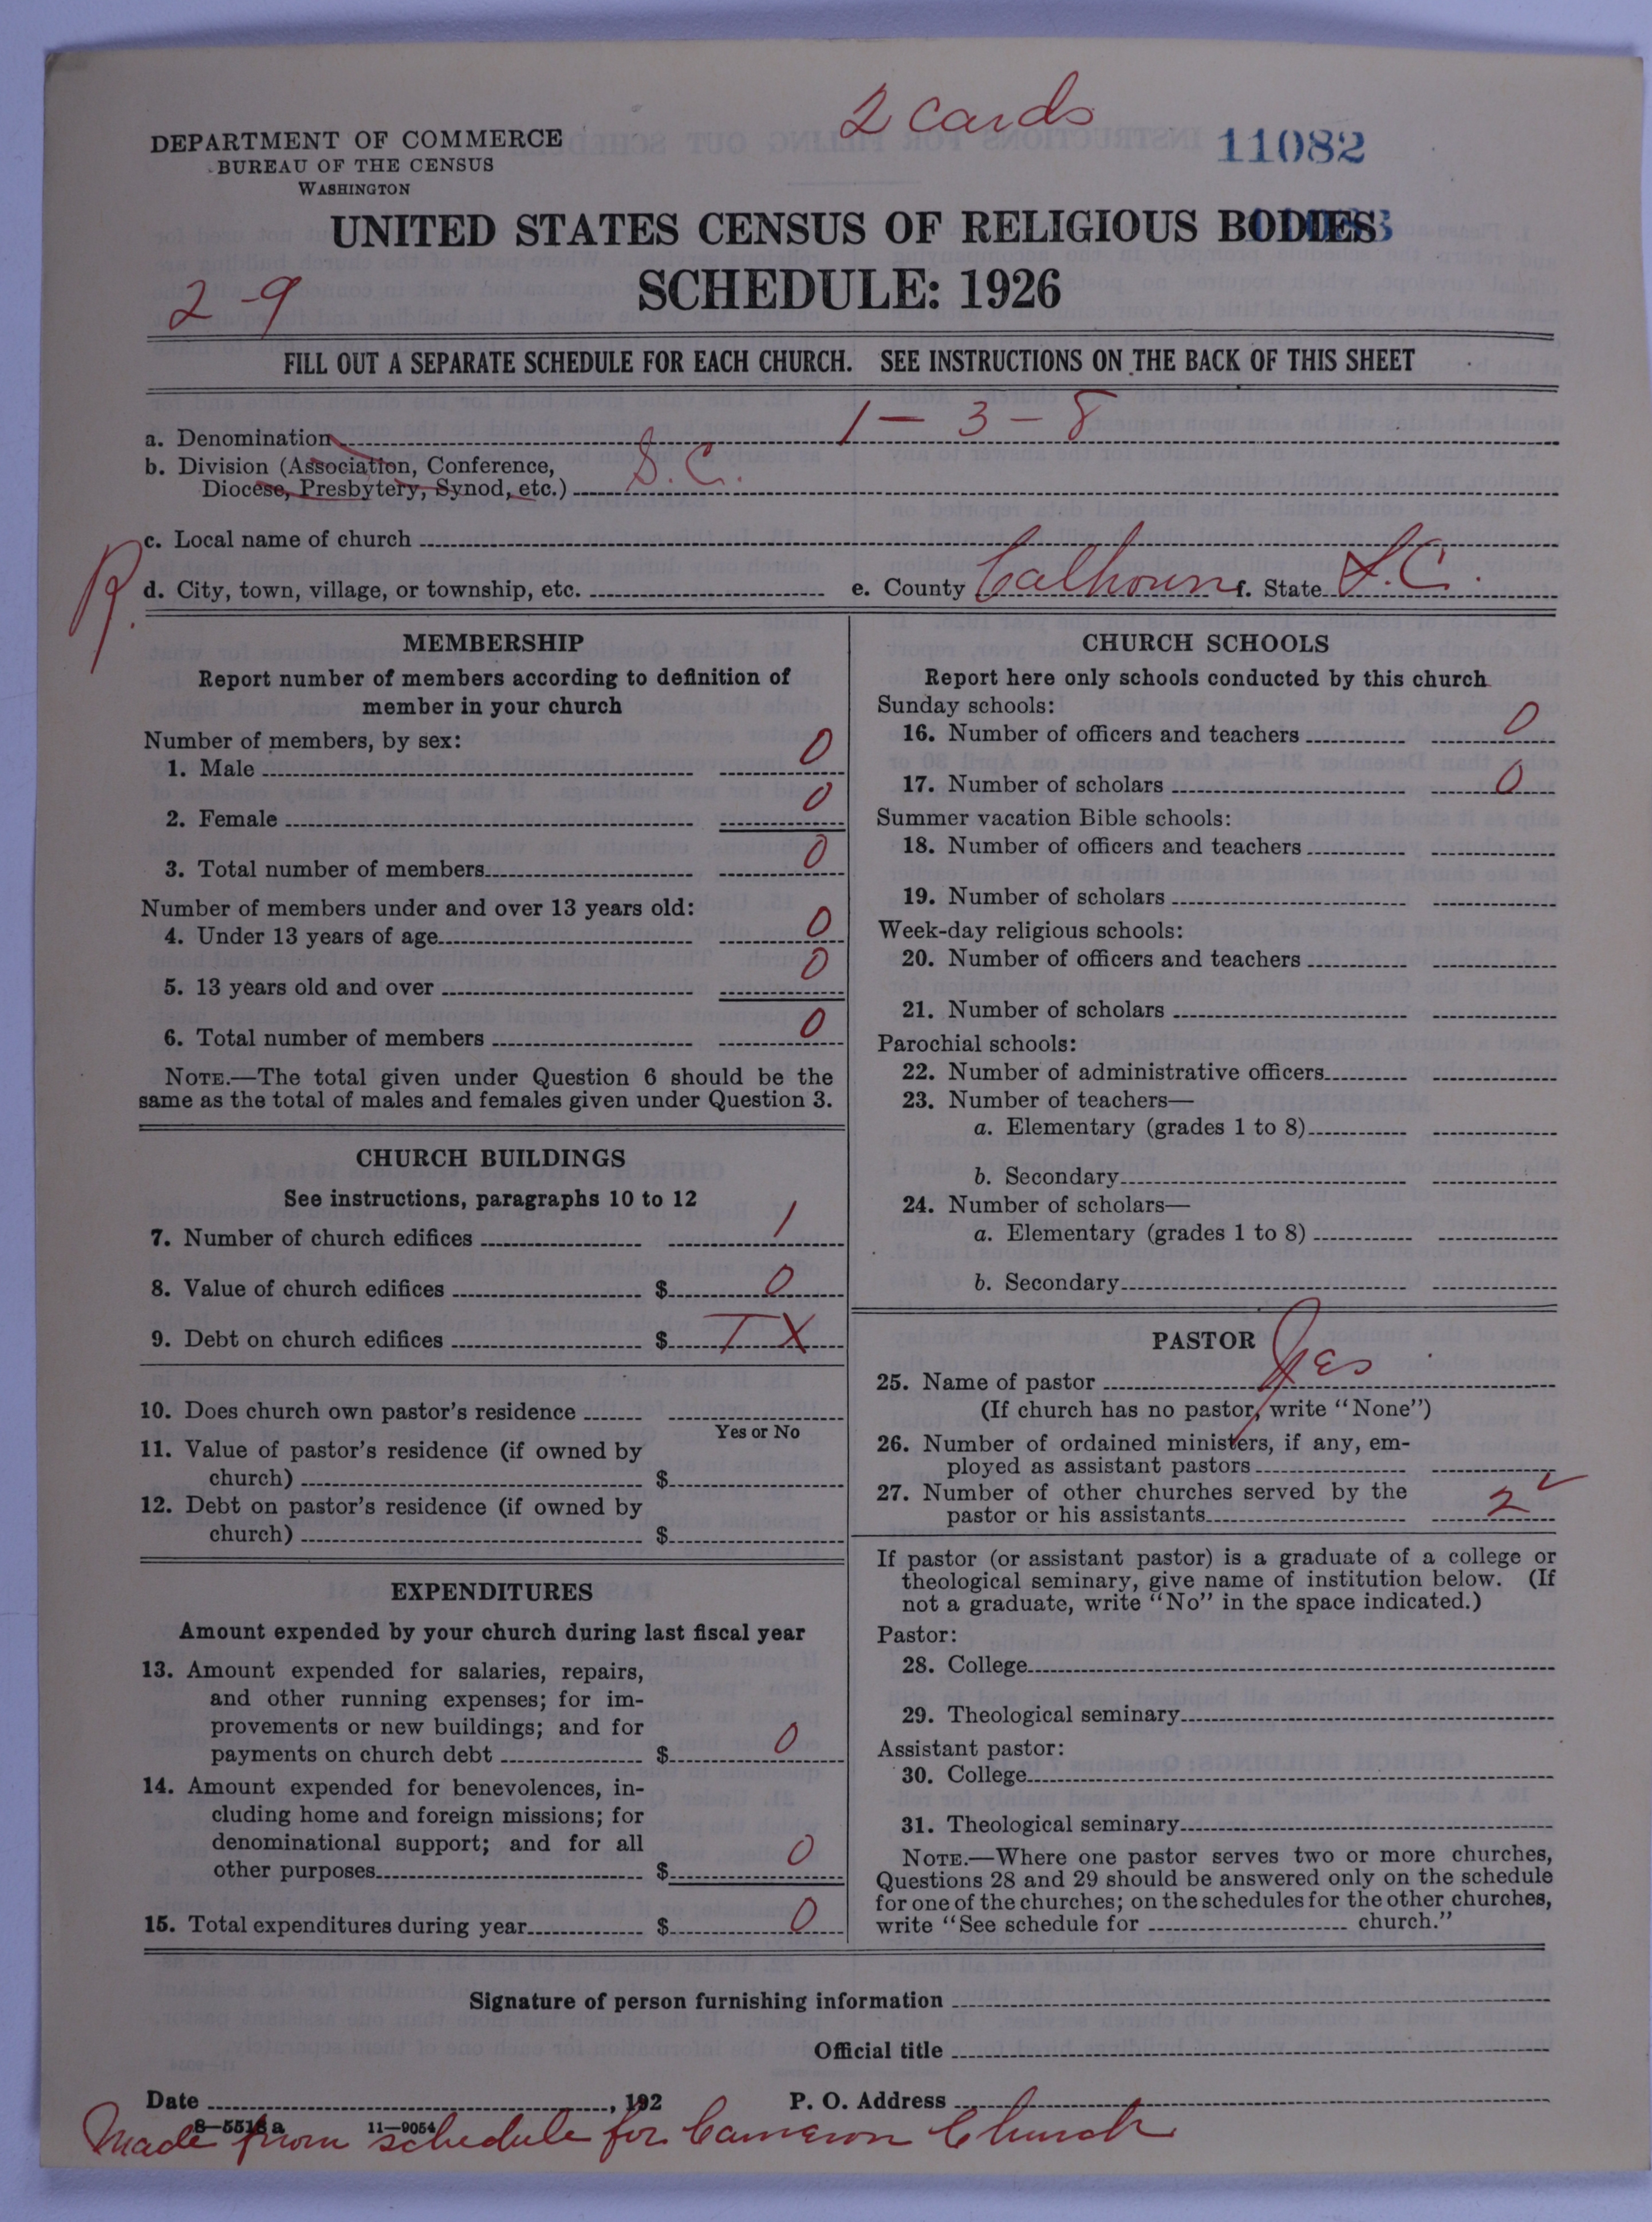 2 cards
11082
DEPARTMENT OF COMMERCE
BUREAU OF THE CENSUS
WASHINGTON
UNITED STATES CENSUS OF RELIGIOUS BODIES
SCHEDULE: 1926
2-9
FILL OUT A SEPARATE SCHEDULE FOR EACH CHURCH. SEE INSTRUCTIONS ON THE BACK OF THIS SHEET
a. Denomination 1-3-8
b. Division (Association, Conference, Diocese, Presbytery, Synod, etc.) S.C.
c. Local name of church
R.
d. City, town, village, or township, etc. e. County Calhoun f. State S.C.
MEMBERSHIP
Report number of members according to definition of
member in your church
Number of members, by sex:
1. Male 0
2. Female 0
3. Total number of members 0
Number of members under and over 13 years old:
4. Under 13 years of age 0
5. 13 years old and over 0
6. Total number of members 0
NOTE.—The total given under Question 6 should be the
same as the total of males and females given under Question 3.
CHURCH BUILDINGS
See instructions, paragraphs 10 to 12
7. Number of church edifices 1
8. Value of church edifices $ 0
9. Debt on church edifices $ TX
10. Does church own pastor's residence
Yes or No
11. Value of pastor's residence (if owned by
church) $
12. Debt on pastor's residence (if owned by
church) $
EXPENDITURES
Amount expended by your church during last fiscal year
13. Amount expended for salaries, repairs,
and other running expenses; for im-
provements or new buildings; and for
payments on church debt $ 0
14. Amount expended for benevolences, in-
cluding home and foreign missions; for
denominational support; and for all
other purposes $ 0
15. Total expenditures during year $ 0
CHURCH SCHOOLS
Report here only schools conducted by this church
Sunday schools:
16. Number of officers and teachers 0
17. Number of scholars 0
Summer vacation Bible schools:
18. Number of officers and teachers
19. Number of scholars
Week-day religious schools:
20. Number of officers and teachers
21. Number of scholars
Parochial schools:
22. Number of administrative officers
23. Number of teachers—
a. Elementary (grades 1 to 8)
b. Secondary
24. Number of scholars—
a. Elementary (grades 1 to 8)
b. Secondary
PASTOR
25. Name of pastor Yes
(If church has no pastor, write "None")
26. Number of ordained ministers, if any, em-
ployed as assistant pastors
27. Number of other churches served by the
pastor or his assistants 2
If pastor (or assistant pastor) is a graduate of a college or
theological seminary, give name of institution below. (If
not a graduate, write "No" in the space indicated.)
Pastor:
28. College
29. Theological seminary
Assistant pastor:
30. College
31. Theological seminary
NOTE.—Where one pastor serves two or more churches,
Questions 28 and 29 should be answered only on the schedule
for one of the churches; on the schedules for the other churches,
write "See schedule for church."
Signature of person furnishing information
Official title
Date , 192 P. O. Address
8—5518 a 11—9054
Made from schedule for Cameron Church